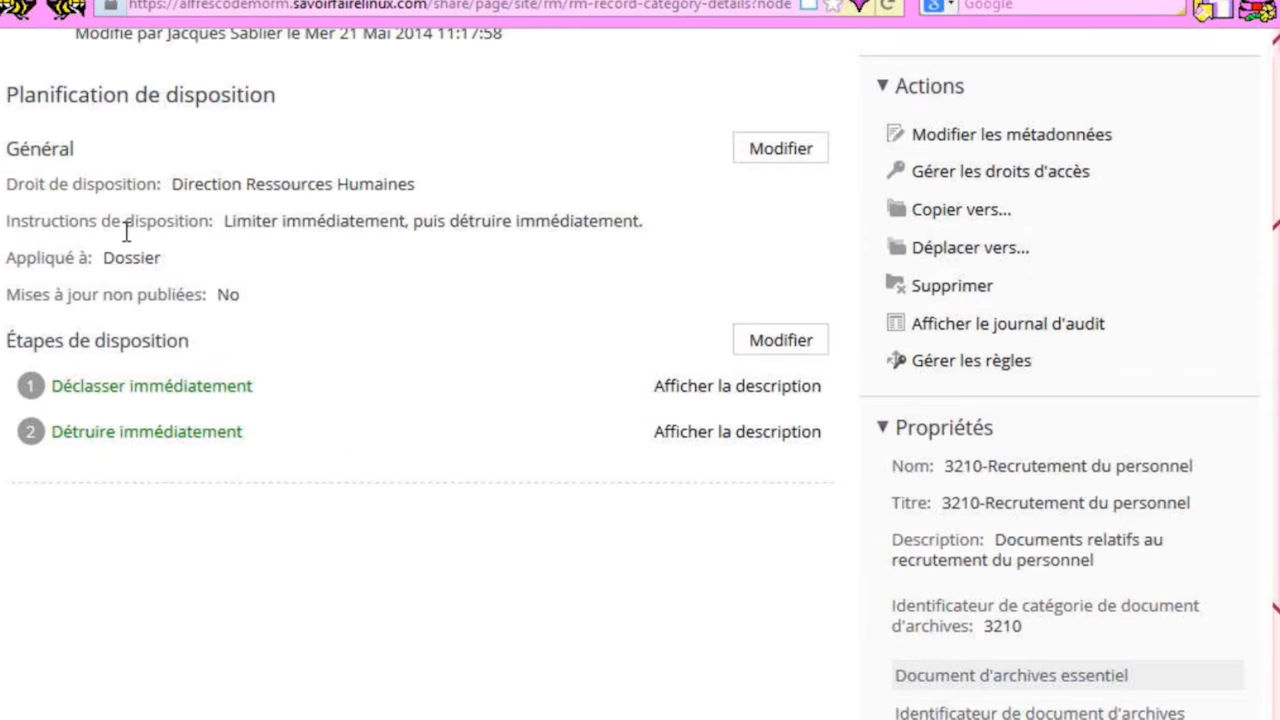 https://alfrescodemorm.savoirfairelinux.com/share/page/site/rm/rm-record-category-details?node
Google
Modifié par Jacques Sablier le Mer 21 Mai 2014 11:17:58
Planification de disposition
Général
Modifier
Droit de disposition: Direction Ressources Humaines
Instructions de disposition: Limiter immédiatement, puis détruire immédiatement.
Appliqué à: Dossier
Mises à jour non publiées: No
Étapes de disposition
Modifier
1 Déclasser immédiatement
Afficher la description
2 Détruire immédiatement
Afficher la description
Actions
Modifier les métadonnées
Gérer les droits d'accès
Copier vers...
Déplacer vers...
Supprimer
Afficher le journal d'audit
Gérer les règles
Propriétés
Nom: 3210-Recrutement du personnel
Titre: 3210-Recrutement du personnel
Description: Documents relatifs au
recrutement du personnel
Identificateur de catégorie de document
d'archives: 3210
Document d'archives essentiel
Identificateur de document d'archives